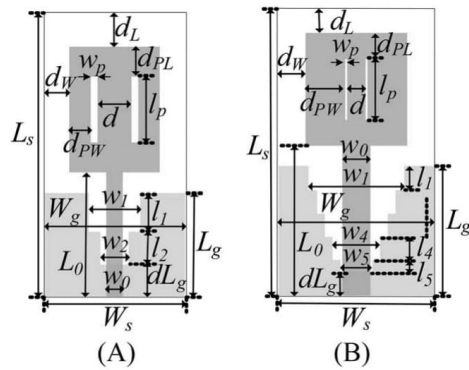 d_L
w_p
d_PL
d_W
d
l_p
d_PW
L_s
w_1
W_g
l_1
w_2
l_2
L_0
w_0
dL_g
L_g
W_s
(A)
d_L
w_p
d_PL
d_W
d
l_p
d_PW
L_s
w_0
w_1
l_1
W_g
L_0
w_4
l_4
w_5
l_5
dL_g
L_g
W_s
(B)